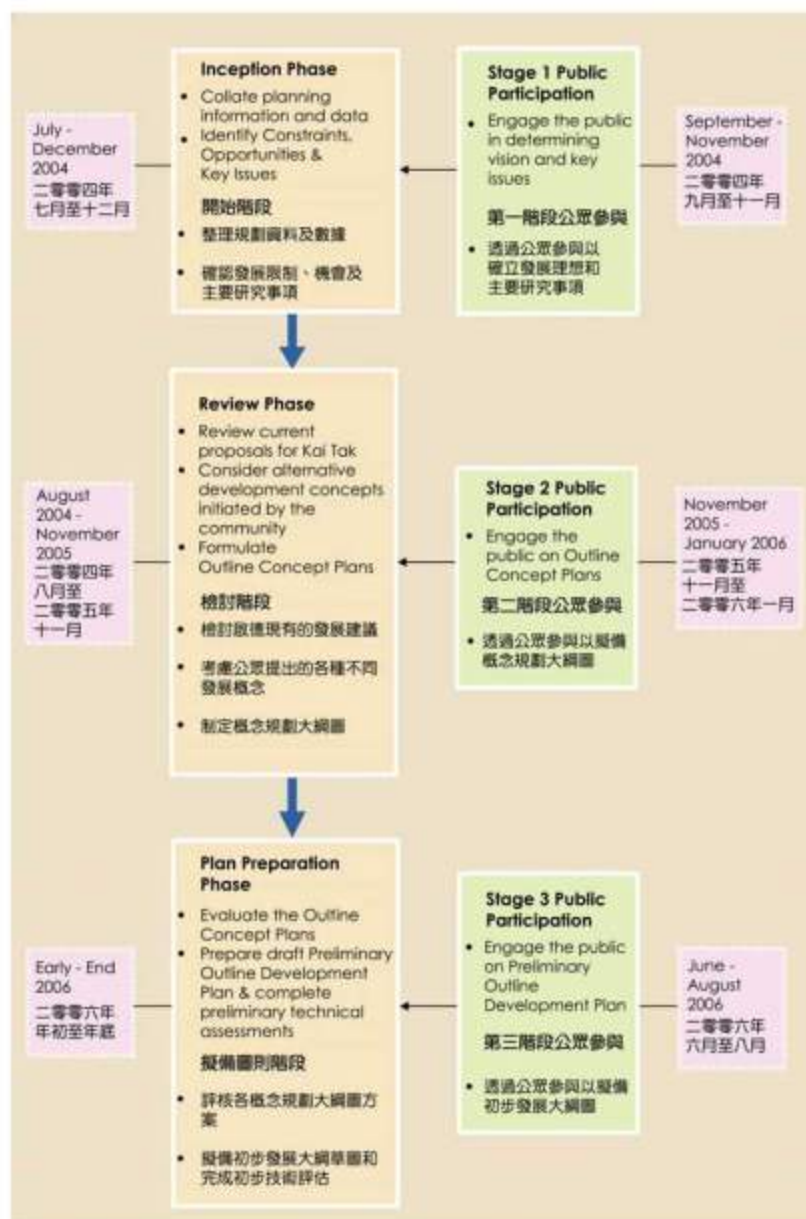 July -
December
2004
二零零四年
七月至十二月
Inception Phase
• Collate planning
information and data
• Identify Constraints,
Opportunities &
Key Issues
開始階段
• 整理規劃資料及數據
• 確認發展限制、機會及
主要研究事項
Stage 1 Public
Participation
• Engage the public
in determining
vision and key
issues
第一階段公眾參與
• 透過公眾參與以
確立發展理想和
主要研究事項
September -
November
2004
二零零四年
九月至十一月
August
2004 -
November
2005
二零零四年
八月至
二零零五年
十一月
Review Phase
• Review current
proposals for Kai Tak
• Consider alternative
development concepts
initiated by the
community
• Formulate
Outline Concept Plans
檢討階段
• 檢討啟德現有的發展建議
• 考慮公眾提出的各種不同
發展概念
• 制定概念規劃大綱圖
Stage 2 Public
Participation
• Engage the
public on Outline
Concept Plans
第二階段公眾參與
• 透過公眾參與以擬備
概念規劃大綱圖
November
2005 -
January 2006
二零零五年
十一月至
二零零六年一月
Early - End
2006
二零零六年
年初至年底
Plan Preparation
Phase
• Evaluate the Oultine
Concept Plans
• Prepare draft Preliminary
Outline Development
Plan & complete
preliminary technical
assessments
擬備圖則階段
• 評核各概念規劃大綱圖方
案
• 擬備初步發展大綱草圖和
完成初步技術評估
Stage 3 Public
Participation
• Engage the public
on Preliminary
Outline
Development Plan
第三階段公眾參與
• 透過公眾參與以擬備
初步發展大綱圖
June -
August
2006
二零零六年
六月至八月